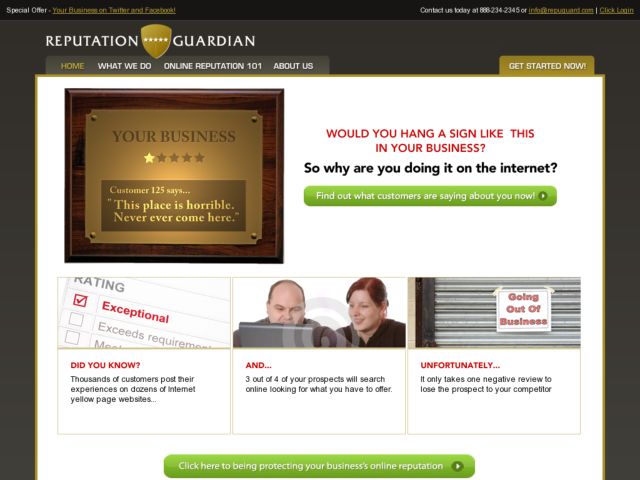 Special Offer - Your Business on Twitter and Facebook!
Contact us today at 888-234-2345 or info@repuguard.com | Click Login
REPUTATION GUARDIAN
HOME WHAT WE DO ONLINE REPUTATION 101 ABOUT US
GET STARTED NOW!
YOUR BUSINESS
Customer 125 says...
"This place is horrible.
Never ever come here."
WOULD YOU HANG A SIGN LIKE THIS
IN YOUR BUSINESS?
So why are you doing it on the internet?
Find out what customers are saying about you now!
RATING
Exceptional
Exceeds requiremen
Going
Out Of
Business
DID YOU KNOW?
Thousands of customers post their
experiences on dozens of Internet
yellow page websites...
AND...
3 out of 4 of your prospects will search
online looking for what you have to offer.
UNFORTUNATELY...
It only takes one negative review to
lose the prospect to your competitor
Click here to being protecting your business's online reputation